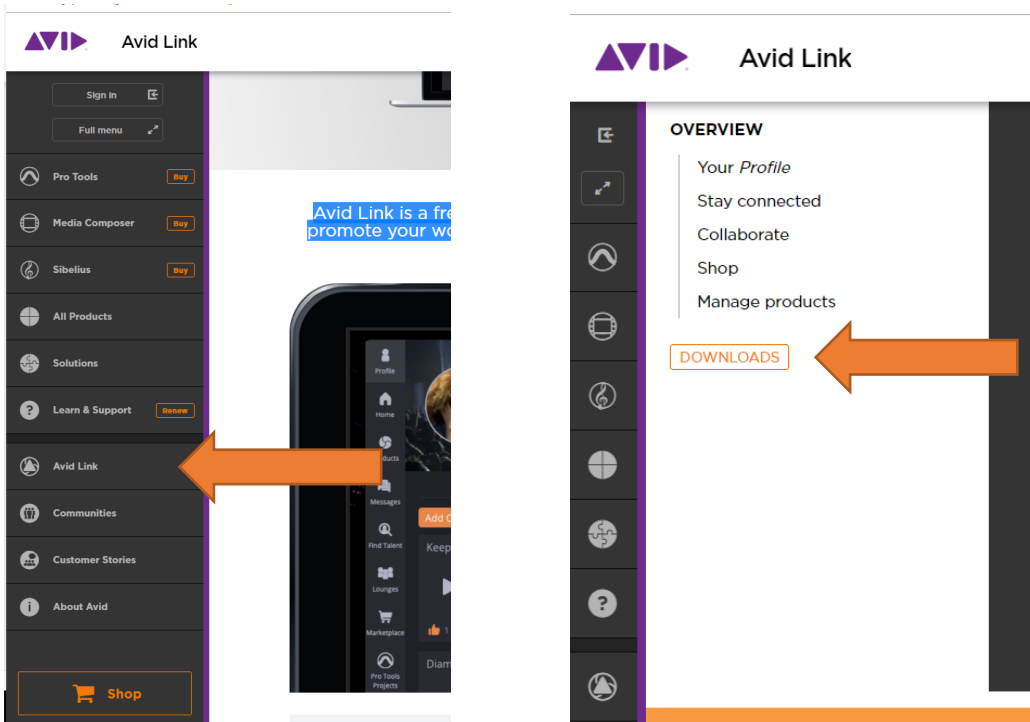 AVID
Avid Link
Sign In
Full menu
Pro Tools
Buy
Media Composer
Buy
Sibelius
Buy
All Products
Solutions
Learn & Support
Renew
Avid Link
Communities
Customer Stories
About Avid
Shop
Avid Link is a fre
promote your wo
Profile
Home
ducts
Messages
Find Talent
Lounges
Marketplace
Pro Tools
Projects
Add C
Keep
1
Diam
AVID
Avid Link
OVERVIEW
Your Profile
Stay connected
Collaborate
Shop
Manage products
DOWNLOADS